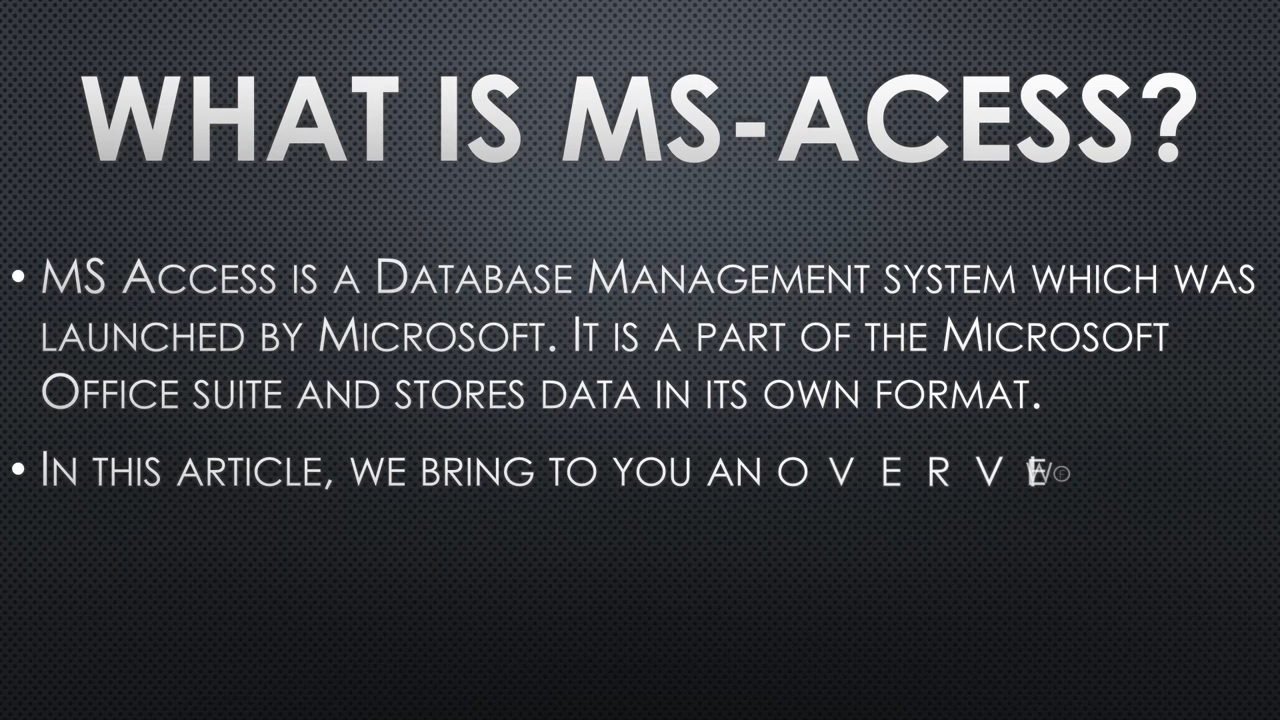 WHAT IS MS-ACESS?
• MS ACCESS IS A DATABASE MANAGEMENT SYSTEM WHICH WAS
LAUNCHED BY MICROSOFT. IT IS A PART OF THE MICROSOFT
OFFICE SUITE AND STORES DATA IN ITS OWN FORMAT.
• IN THIS ARTICLE, WE BRING TO YOU AN O V E R V